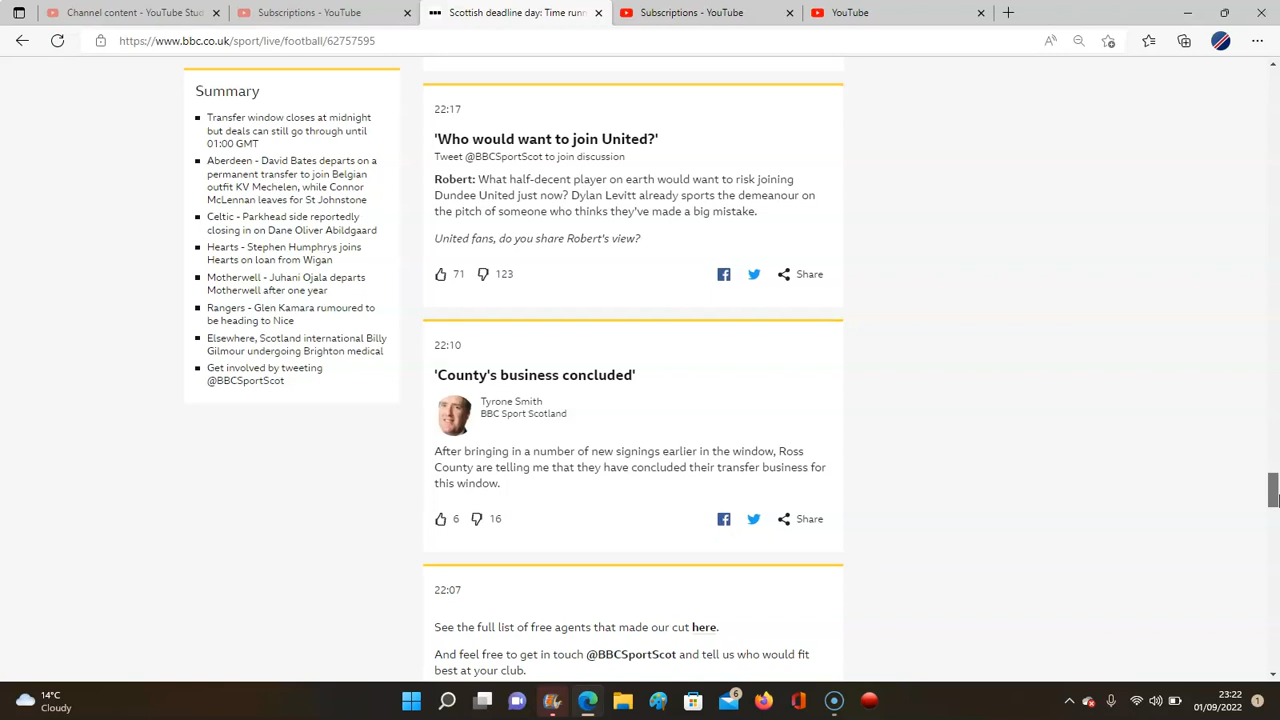 Channel content - YouTube Stud
Subscriptions - YouTube
Scottish deadline day: Time runn
Subscriptions - YouTube
YouTube
https://www.bbc.co.uk/sport/live/football/62757595
Summary
Transfer window closes at midnight
but deals can still go through until
01:00 GMT
Aberdeen - David Bates departs on a
permanent transfer to join Belgian
outfit KV Mechelen, while Connor
McLennan leaves for St Johnstone
Celtic - Parkhead side reportedly
closing in on Dane Oliver Abildgaard
Hearts - Stephen Humphrys joins
Hearts on loan from Wigan
Motherwell - Juhani Ojala departs
Motherwell after one year
Rangers - Glen Kamara rumoured to
be heading to Nice
Elsewhere, Scotland international Billy
Gilmour undergoing Brighton medical
Get involved by tweeting
@BBCSportScot
22:17
'Who would want to join United?'
Tweet @BBCSportScot to join discussion
Robert: What half-decent player on earth would want to risk joining
Dundee United just now? Dylan Levitt already sports the demeanour on
the pitch of someone who thinks they've made a big mistake.
United fans, do you share Robert's view?
71 123 Share
22:10
'County's business concluded'
Tyrone Smith
BBC Sport Scotland
After bringing in a number of new signings earlier in the window, Ross
County are telling me that they have concluded their transfer business for
this window.
6 16 Share
22:07
See the full list of free agents that made our cut here.
And feel free to get in touch @BBCSportScot and tell us who would fit
best at your club.
14°C
Cloudy
6
23:22
01/09/2022
1